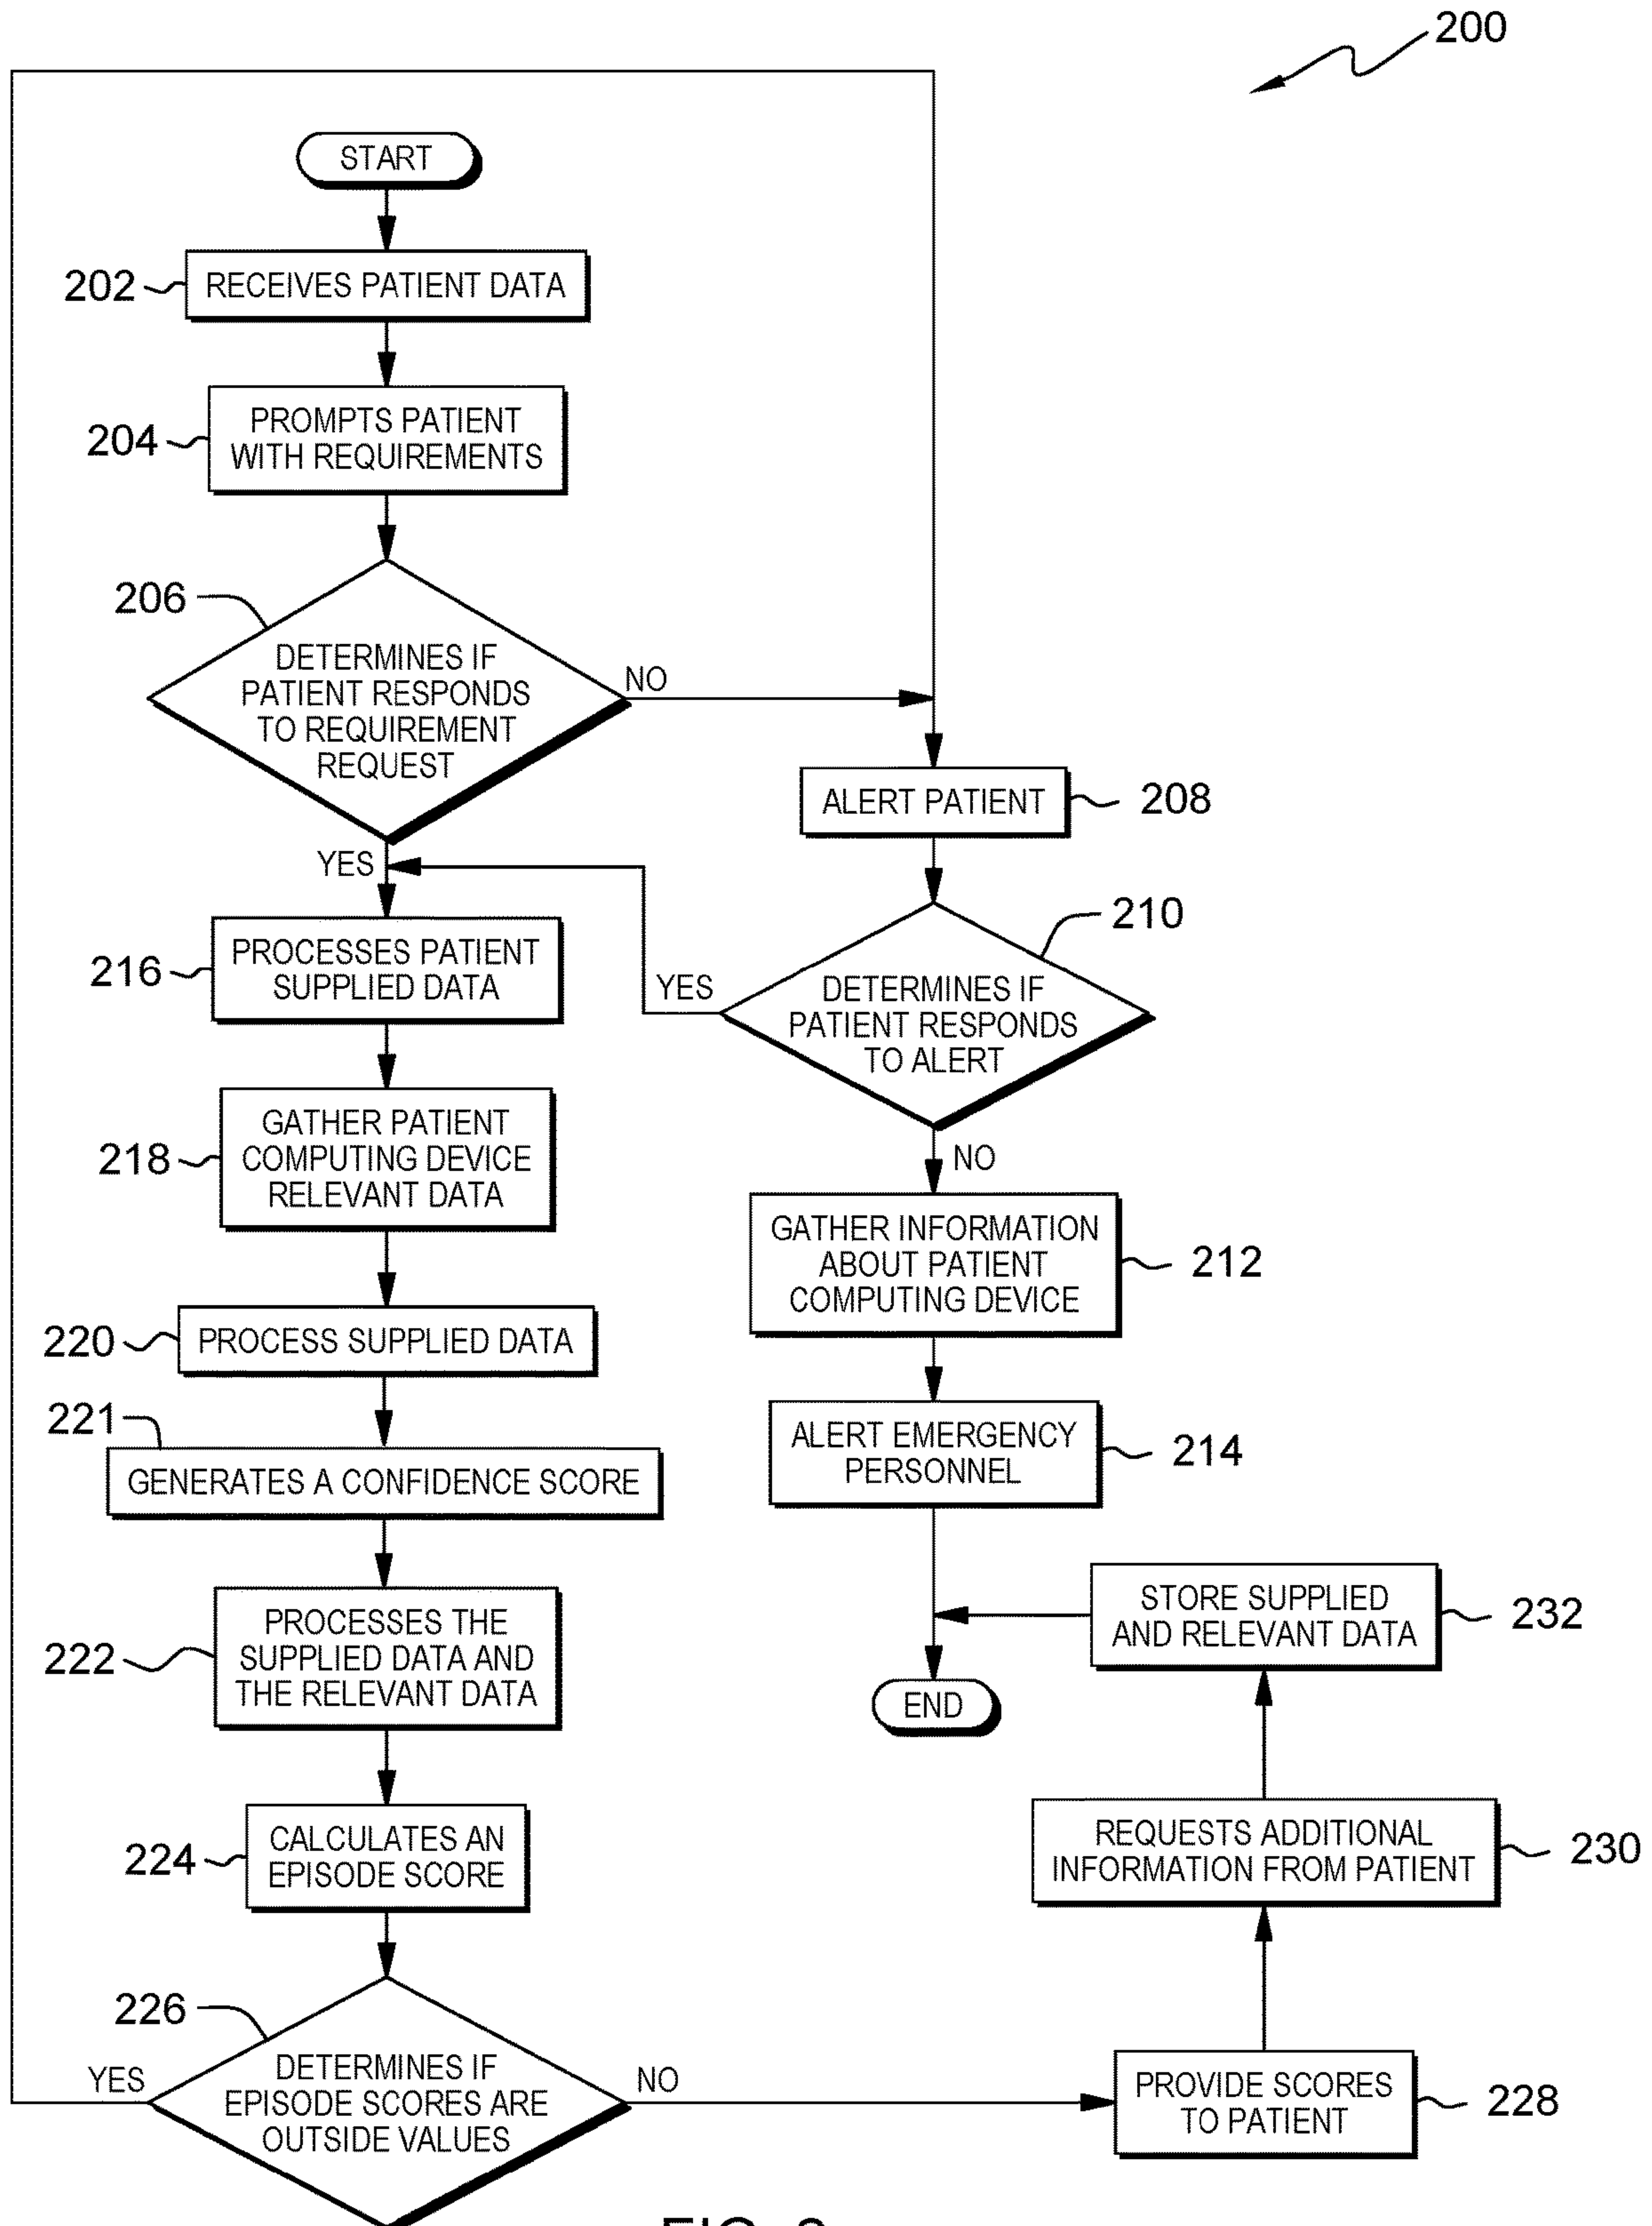 200
START
202
RECEIVES PATIENT DATA
204
PROMPTS PATIENT
WITH REQUIREMENTS
206
DETERMINES IF
PATIENT RESPONDS
TO REQUIREMENT
REQUEST
NO
YES
ALERT PATIENT
208
210
DETERMINES IF
PATIENT RESPONDS
TO ALERT
YES
NO
GATHER INFORMATION
ABOUT PATIENT
COMPUTING DEVICE
212
ALERT EMERGENCY
PERSONNEL
214
216
PROCESSES PATIENT
SUPPLIED DATA
218
GATHER PATIENT
COMPUTING DEVICE
RELEVANT DATA
220
PROCESS SUPPLIED DATA
221
GENERATES A CONFIDENCE SCORE
222
PROCESSES THE
SUPPLIED DATA AND
THE RELEVANT DATA
224
CALCULATES AN
EPISODE SCORE
226
DETERMINES IF
EPISODE SCORES ARE
OUTSIDE VALUES
YES
NO
PROVIDE SCORES
TO PATIENT
228
REQUESTS ADDITIONAL
INFORMATION FROM PATIENT
230
STORE SUPPLIED
AND RELEVANT DATA
232
END